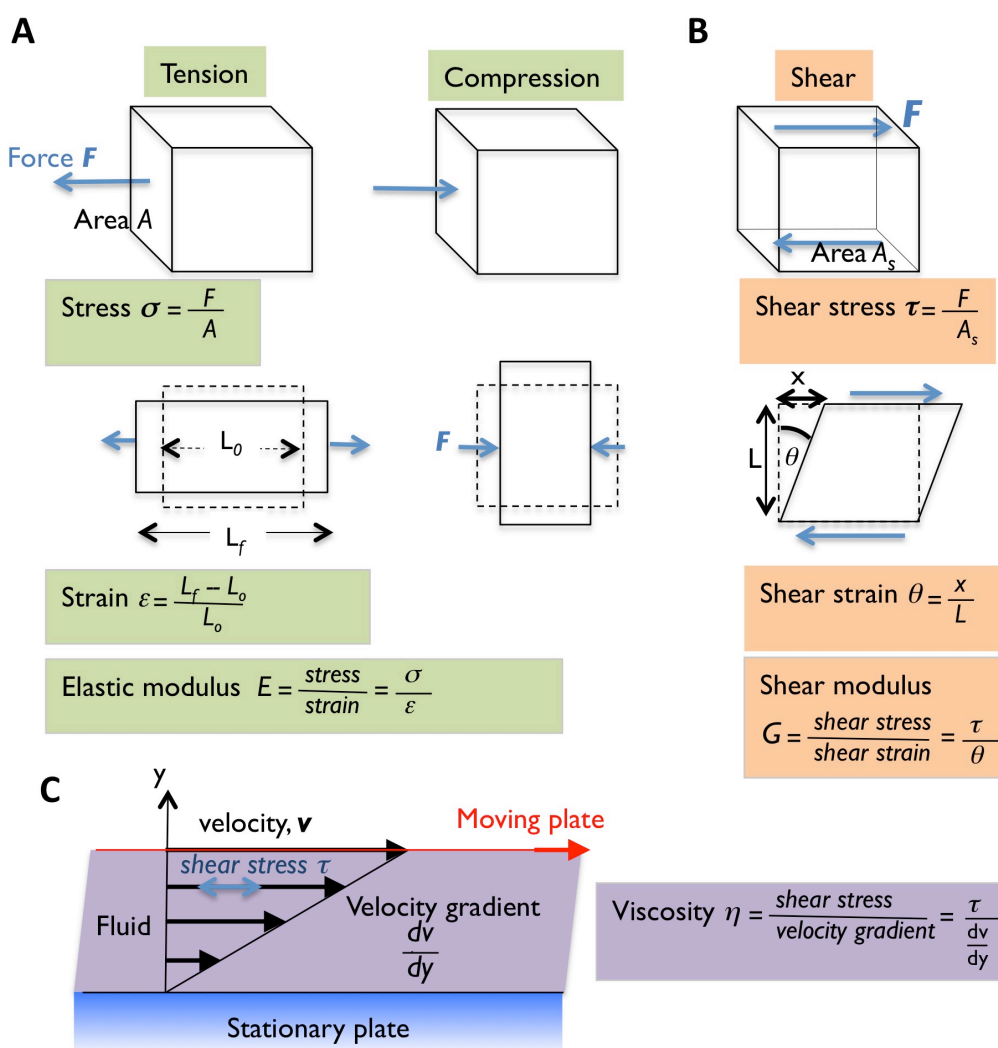 A
Tension
Compression
Force F
Area A
Stress σ = F / A
L0
Lf
F
Strain ε = Lf – Lo / Lo
Elastic modulus E = stress / strain = σ / ε
B
Shear
F
Area As
Shear stress τ = F / As
x
L
θ
Shear strain θ = x / L
Shear modulus
G = shear stress / shear strain = τ / θ
C
y
velocity, v
Moving plate
shear stress τ
Fluid
Velocity gradient
dv
dy
Stationary plate
Viscosity η = shear stress / velocity gradient = τ / dv / dy